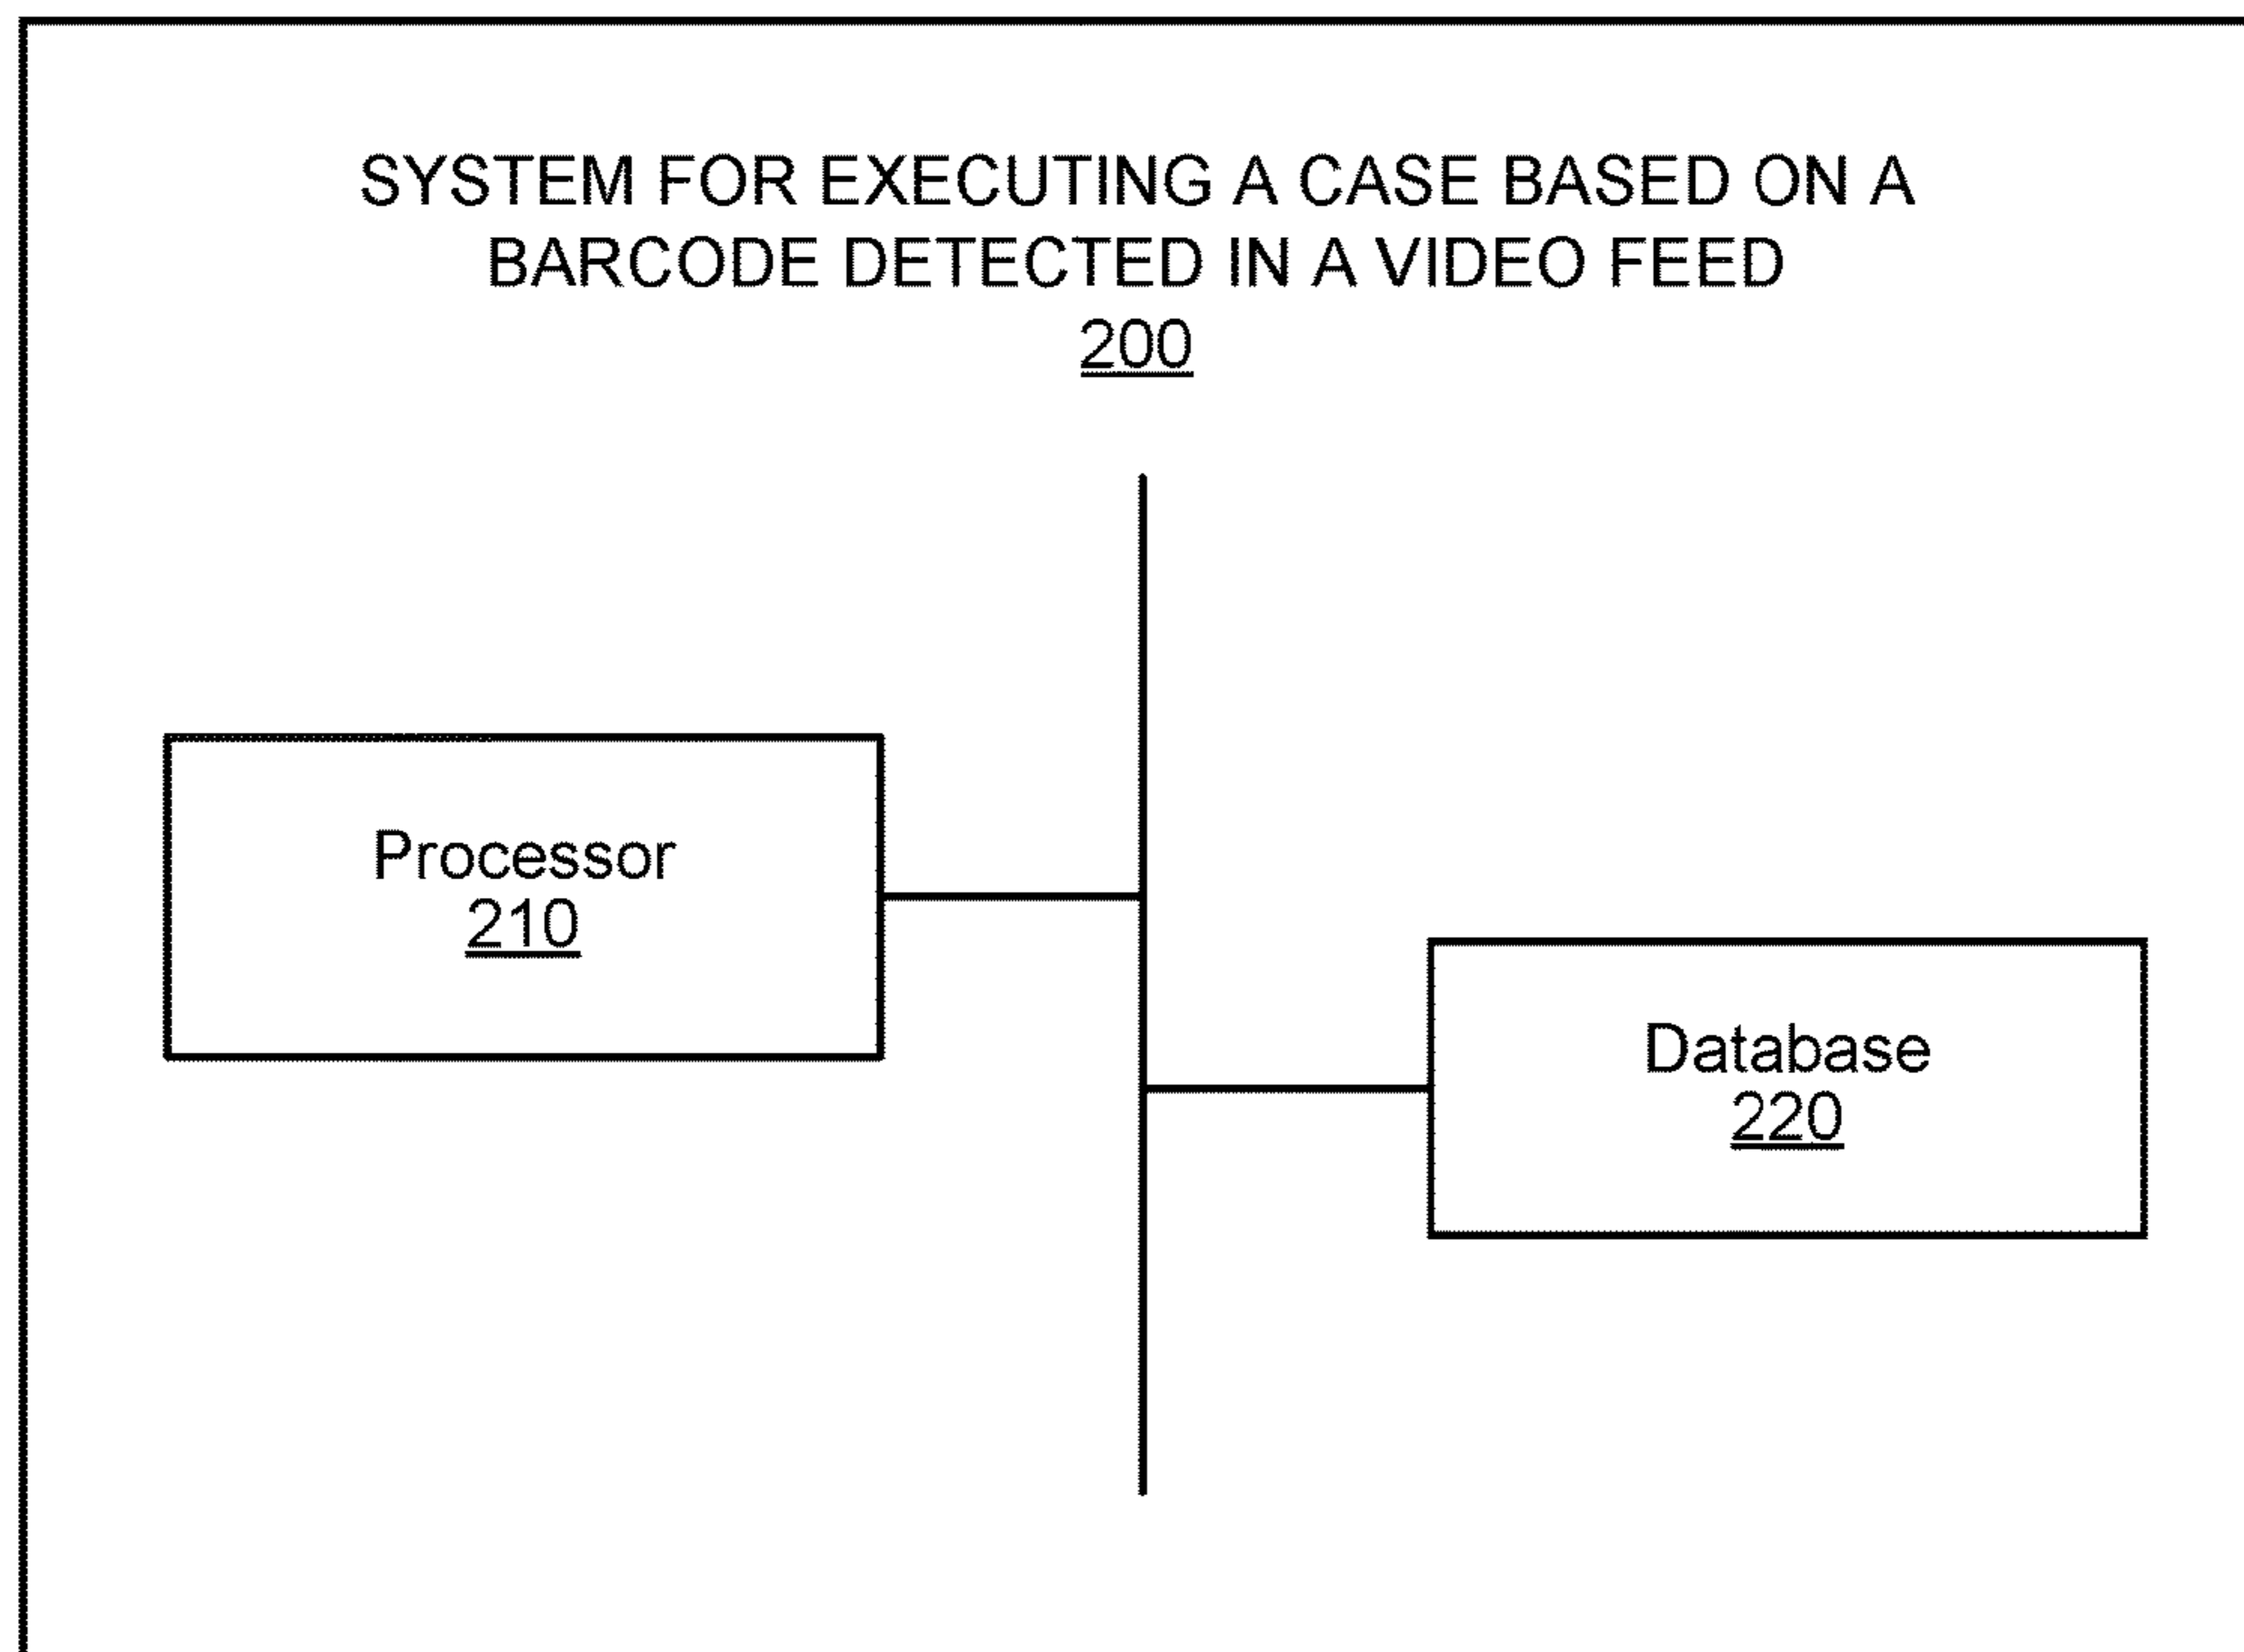 SYSTEM FOR EXECUTING A CASE BASED ON A
BARCODE DETECTED IN A VIDEO FEED
200
Processor
210
Database
220